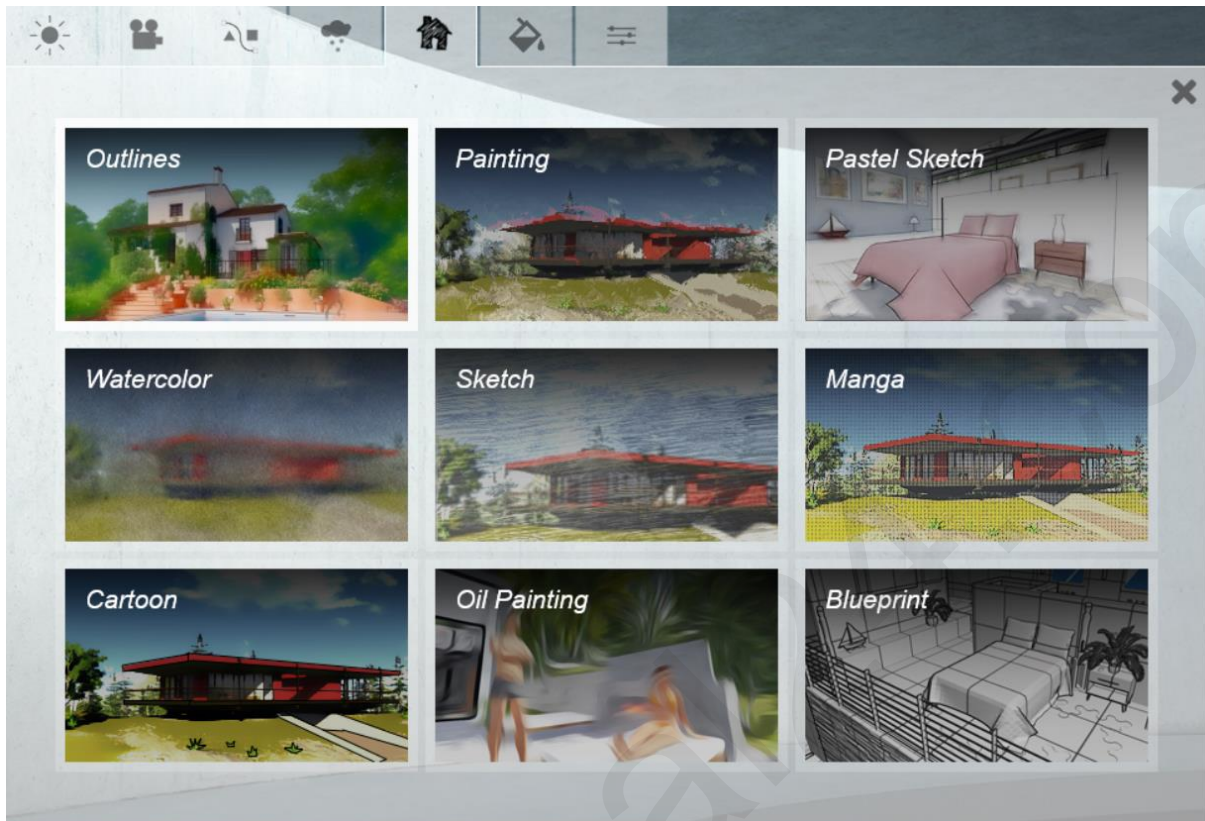 Outlines
Painting
Pastel Sketch
Watercolor
Sketch
Manga
Cartoon
Oil Painting
Blueprint